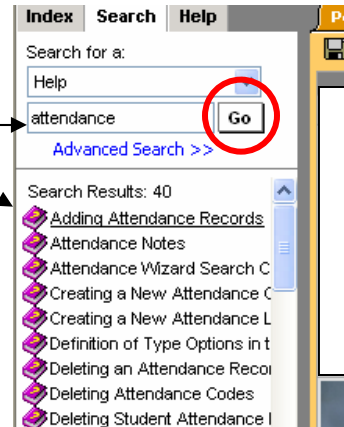 Index Search Help
Search for a:
Help
attendance Go
Advanced Search >>
Search Results: 40
Adding Attendance Records
Attendance Notes
Attendance Wizard Search C
Creating a New Attendance C
Creating a New Attendance L
Definition of Type Options in t
Deleting an Attendance Recor
Deleting Attendance Codes
Deleting Student Attendance